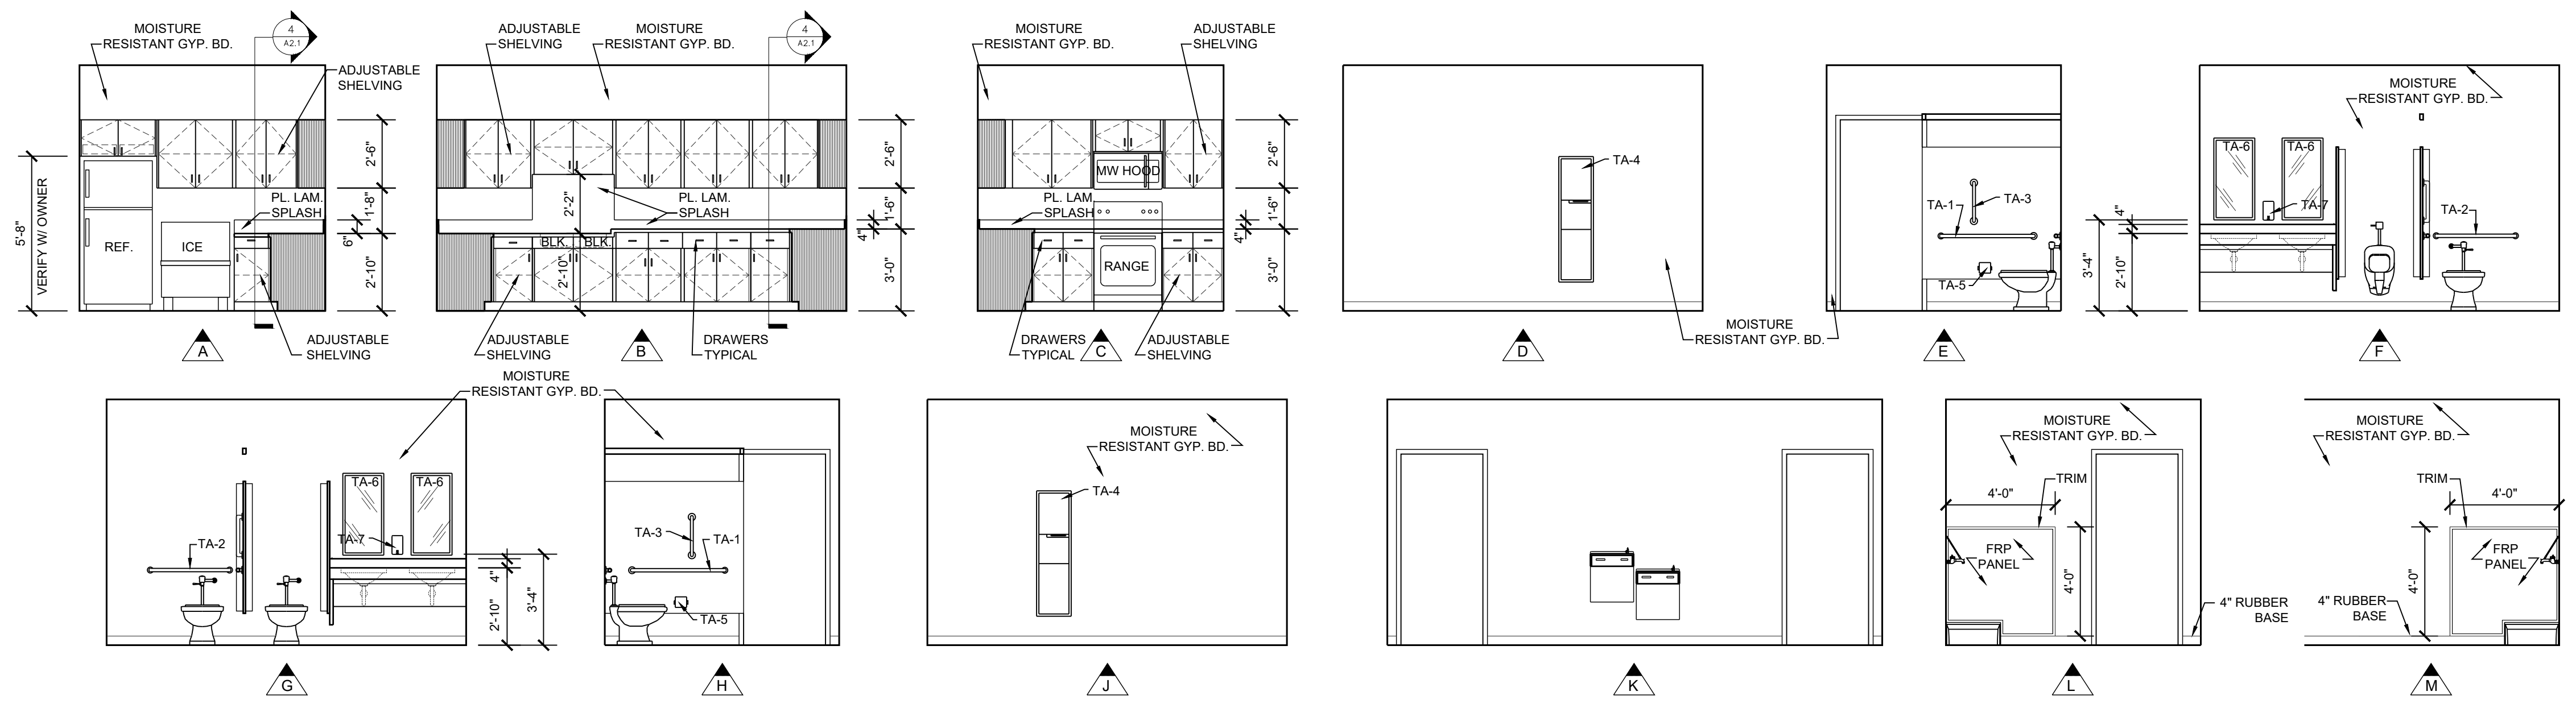 MOISTURE
RESISTANT GYP. BD.
4
A2.1
ADJUSTABLE
SHELVING
5'-8"
VERIFY W/ OWNER
REF.
ICE
PL. LAM.
SPLASH
2'-6"
1'-8"
6"
2'-10"
ADJUSTABLE
SHELVING
A
ADJUSTABLE
SHELVING
MOISTURE
RESISTANT GYP. BD.
4
A2.1
2'-2"
PL. LAM.
SPLASH
BLK.
BLK.
2'-10"
2'-6"
1'-6"
4"
3'-0"
ADJUSTABLE
SHELVING
B
DRAWERS
TYPICAL
MOISTURE
RESISTANT GYP. BD.
ADJUSTABLE
SHELVING
MW HOOD
PL. LAM.
SPLASH
RANGE
2'-6"
1'-6"
4"
3'-0"
DRAWERS
TYPICAL
C
ADJUSTABLE
SHELVING
TA-4
D
MOISTURE
RESISTANT GYP. BD.
TA-1
TA-3
TA-5
E
3'-4"
4"
2'-10"
MOISTURE
RESISTANT GYP. BD.
TA-6
TA-6
TA-7
TA-2
F
MOISTURE
RESISTANT GYP. BD.
TA-2
TA-6
TA-6
TA-7
4"
2'-10"
3'-4"
G
TA-3
TA-1
TA-5
H
MOISTURE
RESISTANT GYP. BD.
TA-4
J
K
MOISTURE
RESISTANT GYP. BD.
4'-0"
TRIM
FRP
PANEL
4'-0"
4" RUBBER
BASE
L
MOISTURE
RESISTANT GYP. BD.
TRIM
4'-0"
FRP
PANEL
4'-0"
4" RUBBER
BASE
M